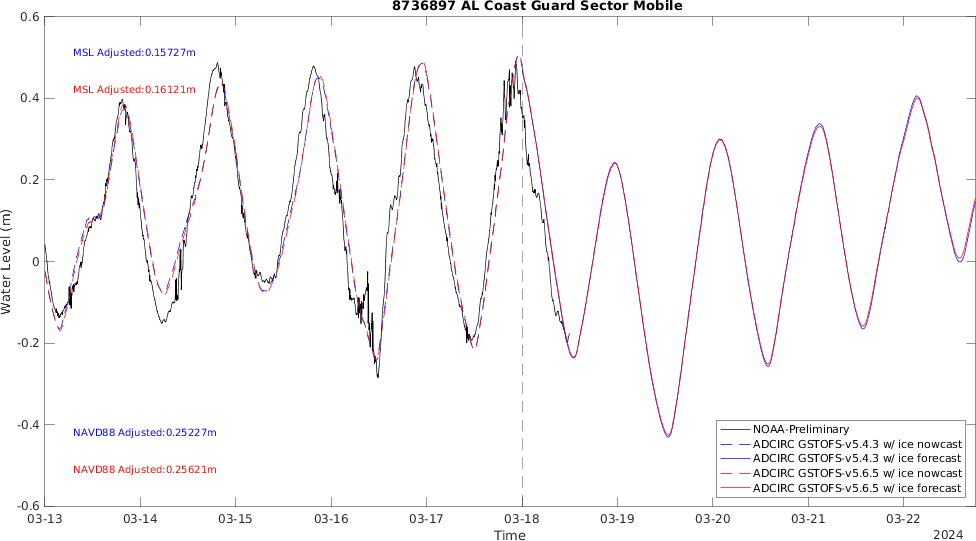 8736897 AL Coast Guard Sector Mobile
0.6
MSL Adjusted:0.15727m
MSL Adjusted:0.16121m
0.4
0.2
0
-0.2
-0.4
-0.6
Water Level (m)
NAVD88 Adjusted:0.25227m
NAVD88 Adjusted:0.25621m
NOAA-Preliminary
ADCIRC GSTOFS-v5.4.3 w/ ice nowcast
ADCIRC GSTOFS-v5.4.3 w/ ice forecast
ADCIRC GSTOFS-v5.6.5 w/ ice nowcast
ADCIRC GSTOFS-v5.6.5 w/ ice forecast
03-13 03-14 03-15 03-16 03-17 03-18 03-19 03-20 03-21 03-22
Time
2024